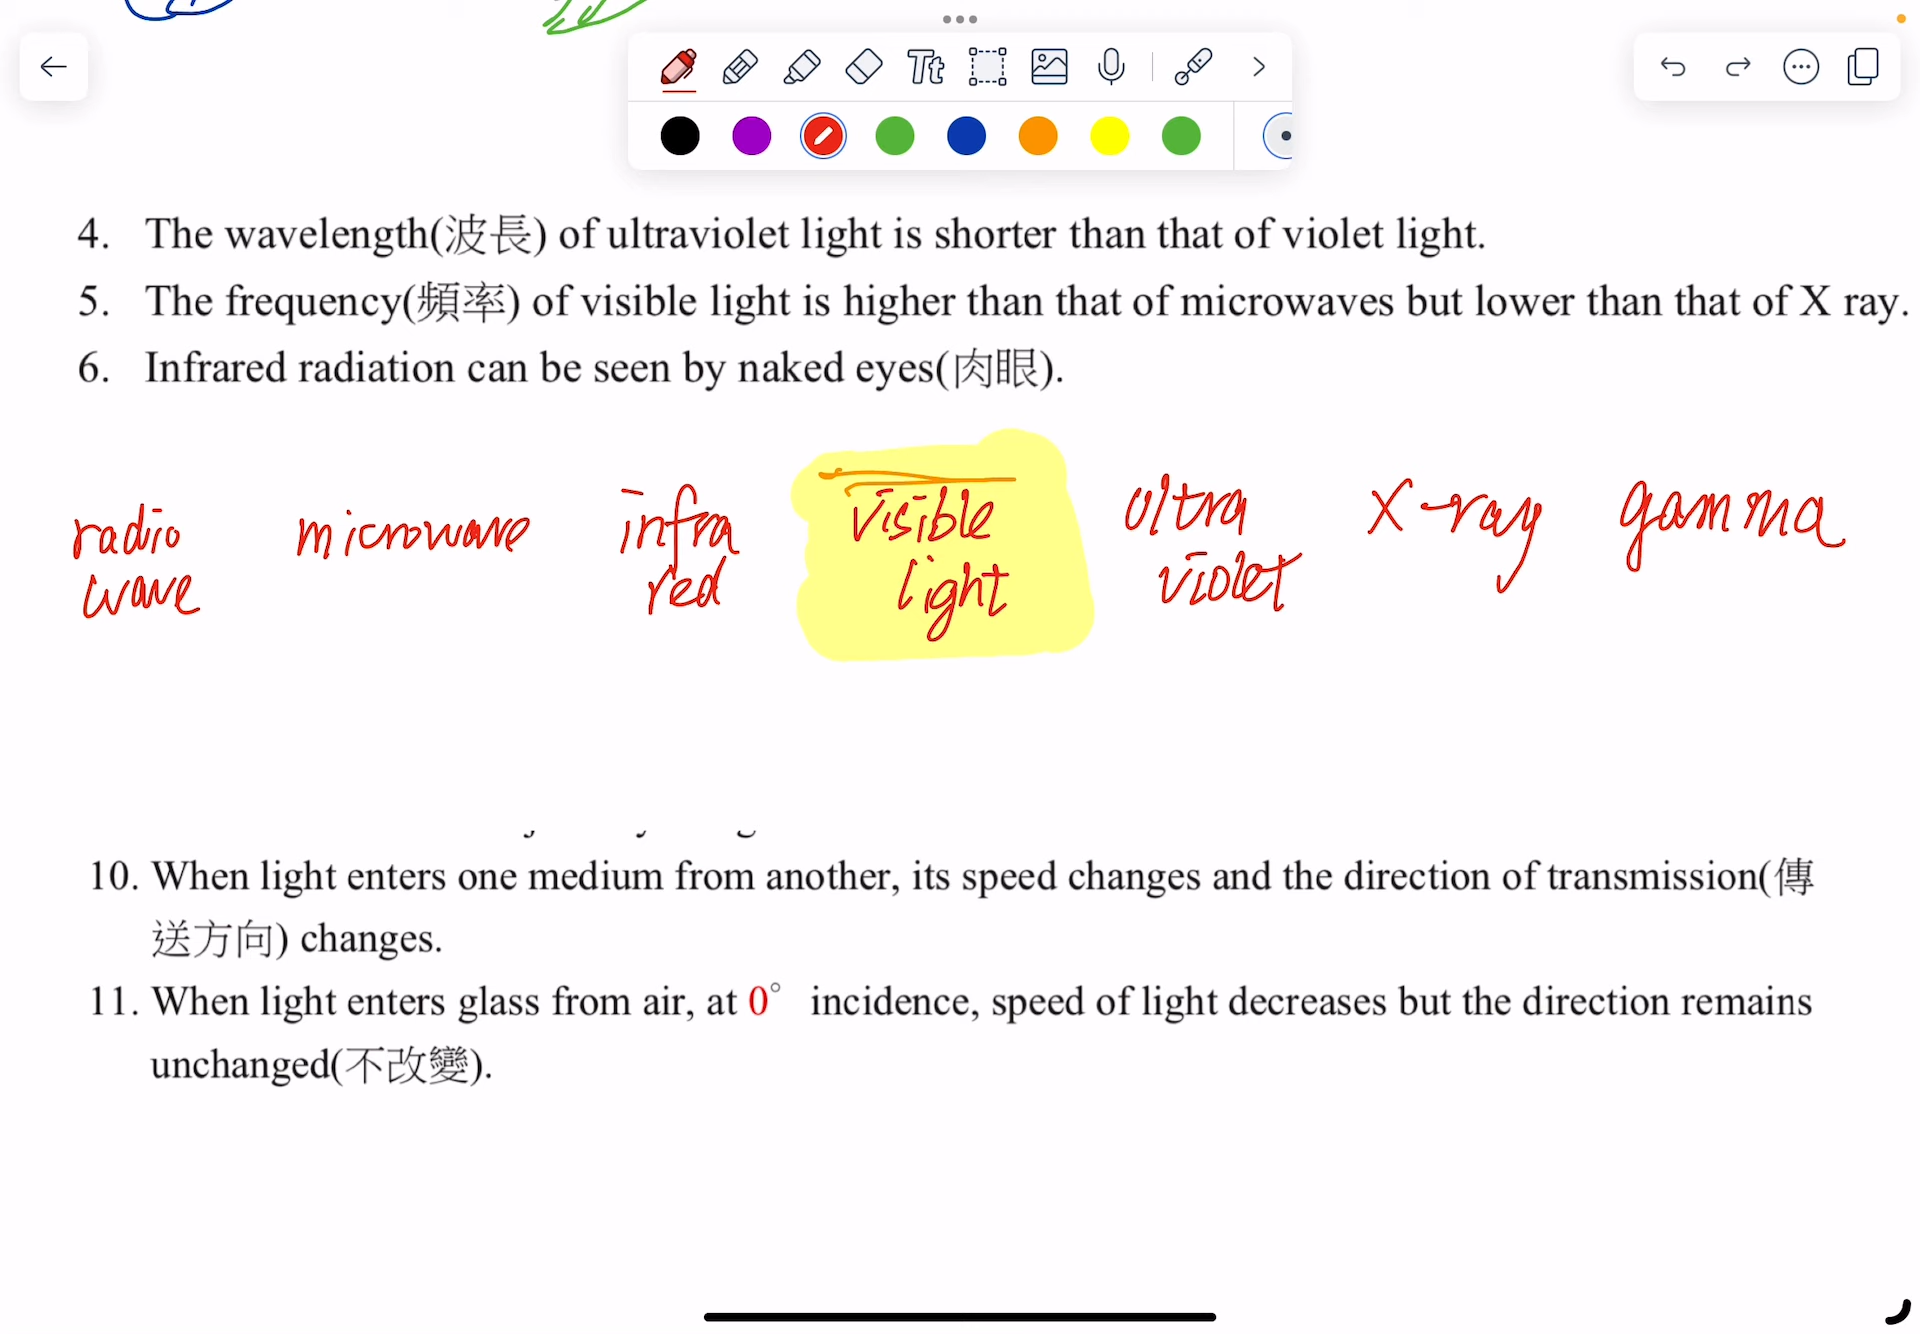 Tt
4. The wavelength(波長) of ultraviolet light is shorter than that of violet light.
5. The frequency(頻率) of visible light is higher than that of microwaves but lower than that of X ray.
6. Infrared radiation can be seen by naked eyes(肉眼).
radio wave
microwave
infra red
visible light
ultra violet
X-ray
gamma
10. When light enters one medium from another, its speed changes and the direction of transmission(傳
送方向) changes.
11. When light enters glass from air, at 0° incidence, speed of light decreases but the direction remains
unchanged(不改變).